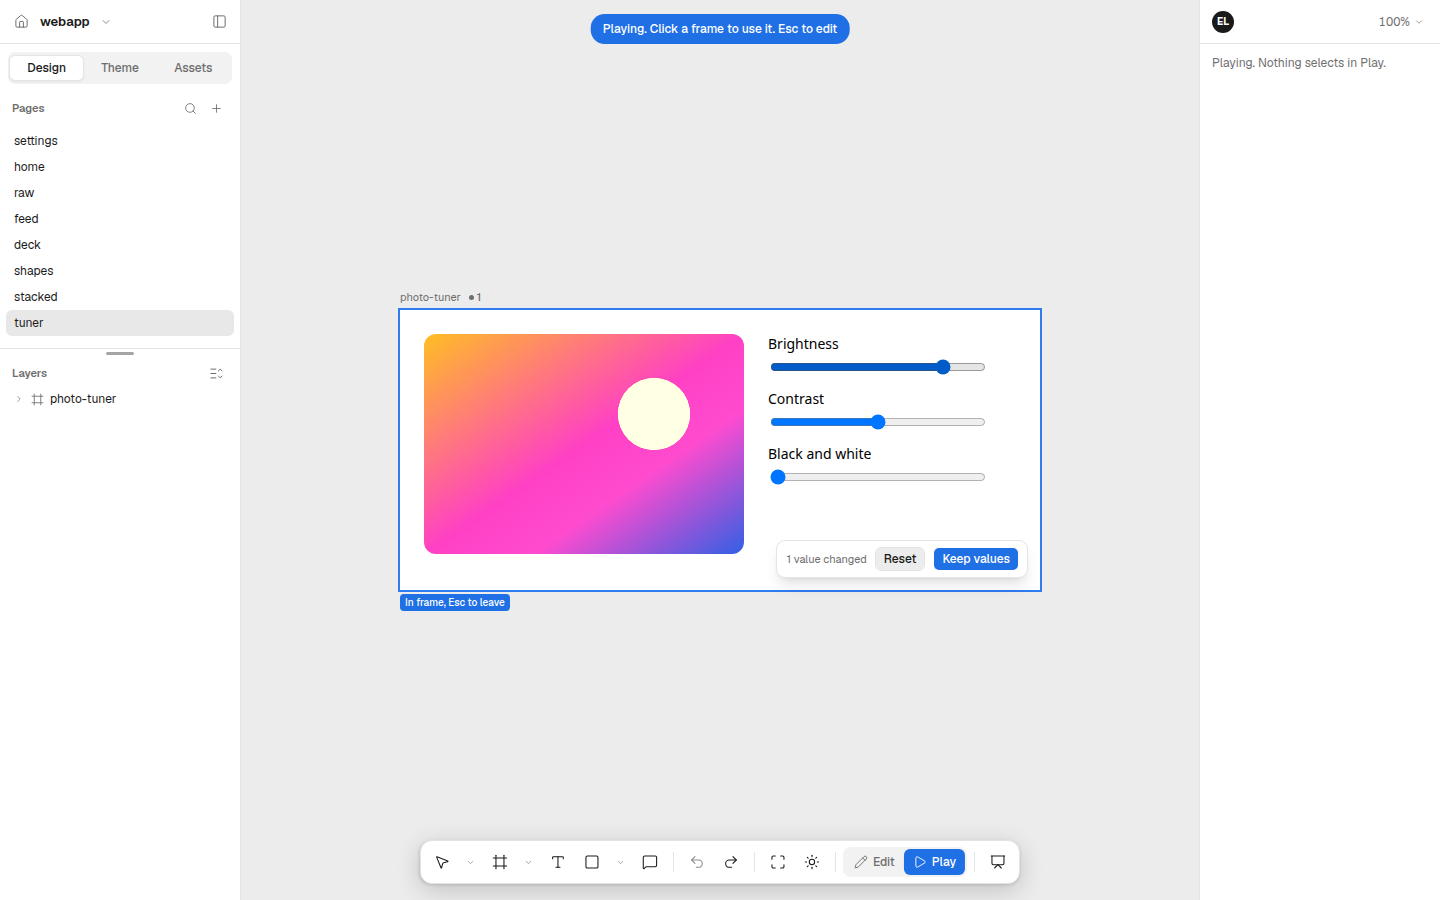 webapp
EL
100%
Playing. Click a frame to use it. Esc to edit
Design
Theme
Assets
Playing. Nothing selects in Play.
Pages
settings
home
raw
feed
deck
shapes
stacked
tuner
Layers
photo-tuner
photo-tuner
1
Brightness
Contrast
Black and white
1 value changed
Reset
Keep values
In frame, Esc to leave
Edit
Play